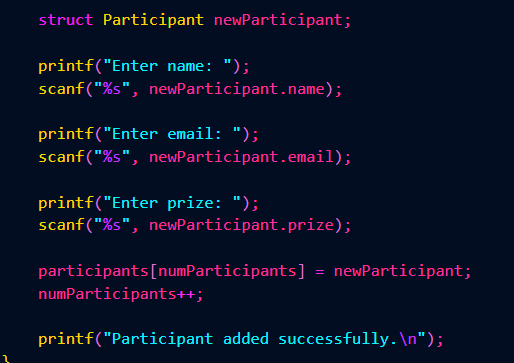 struct Participant newParticipant;
printf("Enter name: ");
scanf("%s", newParticipant.name);
printf("Enter email: ");
scanf("%s", newParticipant.email);
printf("Enter prize: ");
scanf("%s", newParticipant.prize);
participants[numParticipants] = newParticipant;
numParticipants++;
printf("Participant added successfully.\n");
}